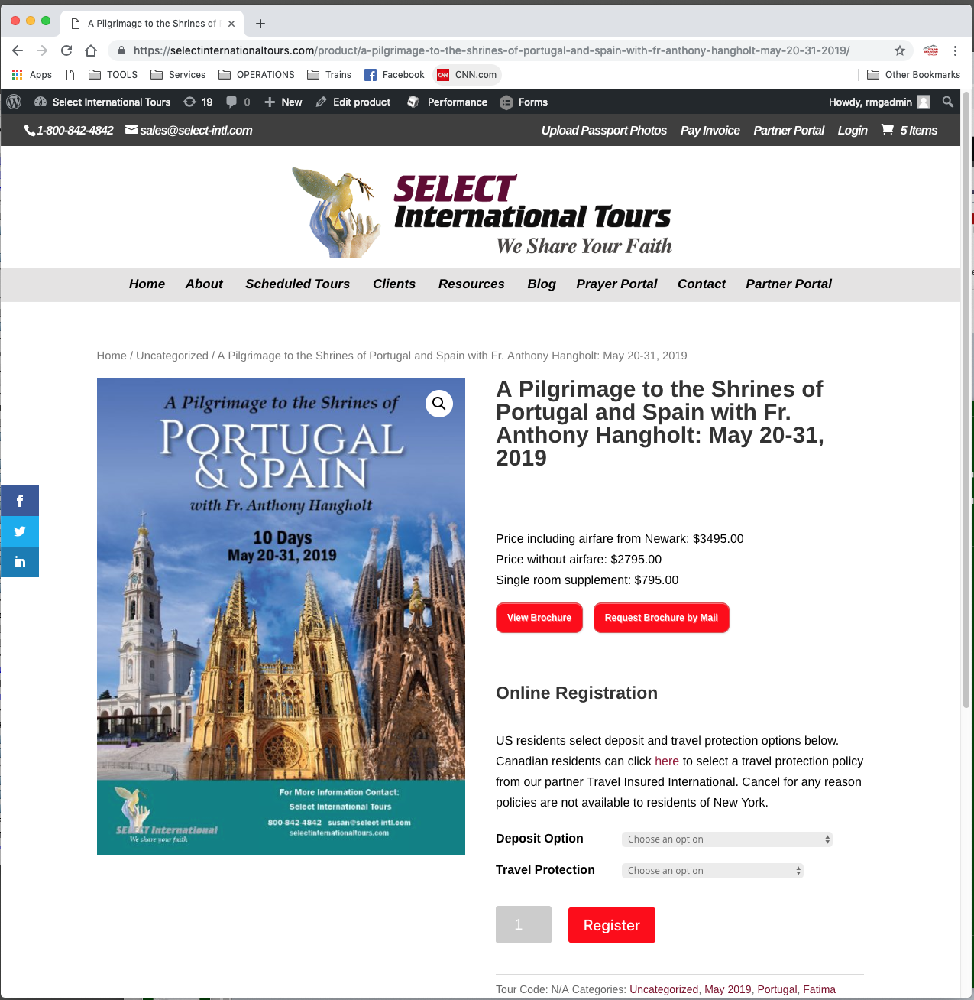 A Pilgrimage to the Shrines of
https://selectinternationaltours.com/product/a-pilgrimage-to-the-shrines-of-portugal-and-spain-with-fr-anthony-hangholt-may-20-31-2019/
Apps TOOLS Services OPERATIONS Trains Facebook CNN CNN.com Other Bookmarks
Select International Tours 19 0 New Edit product Performance Forms Howdy, rmgadmin
1-800-842-4842 sales@select-intl.com Upload Passport Photos Pay Invoice Partner Portal Login 5 Items
SELECT
International Tours
We Share Your Faith
Home About Scheduled Tours Clients Resources Blog Prayer Portal Contact Partner Portal
Home / Uncategorized / A Pilgrimage to the Shrines of Portugal and Spain with Fr. Anthony Hangholt: May 20-31, 2019
A Pilgrimage to the Shrines of
PORTUGAL
& SPAIN
with Fr. Anthony Hangholt
10 Days
May 20-31, 2019
For More Information Contact:
Select International Tours
800-842-4842 susan@select-intl.com
selectinternationaltours.com
SELECT International
We share your faith
A Pilgrimage to the Shrines of
Portugal and Spain with Fr.
Anthony Hangholt: May 20-31,
2019
Price including airfare from Newark: $3495.00
Price without airfare: $2795.00
Single room supplement: $795.00
View Brochure Request Brochure by Mail
Online Registration
US residents select deposit and travel protection options below.
Canadian residents can click here to select a travel protection policy
from our partner Travel Insured International. Cancel for any reason
policies are not available to residents of New York.
Deposit Option Choose an option
Travel Protection Choose an option
1 Register
Tour Code: N/A Categories: Uncategorized, May 2019, Portugal, Fatima